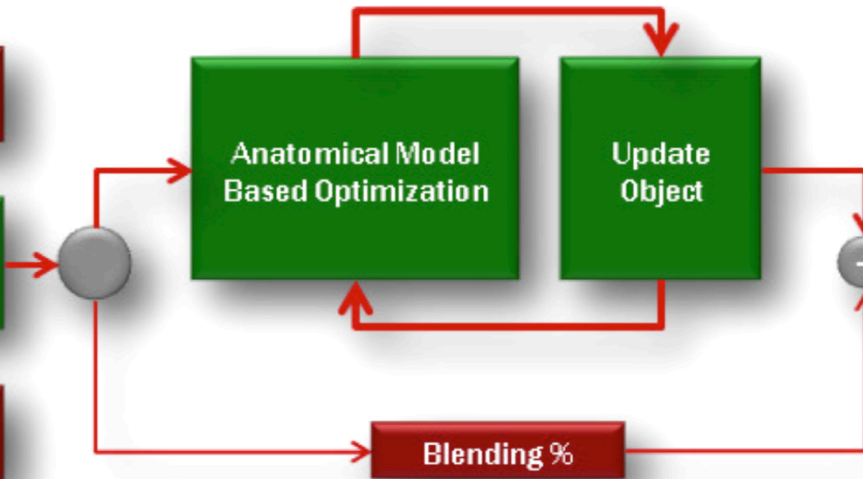 Anatomical Model
Based Optimization
Update
Object
Blending %